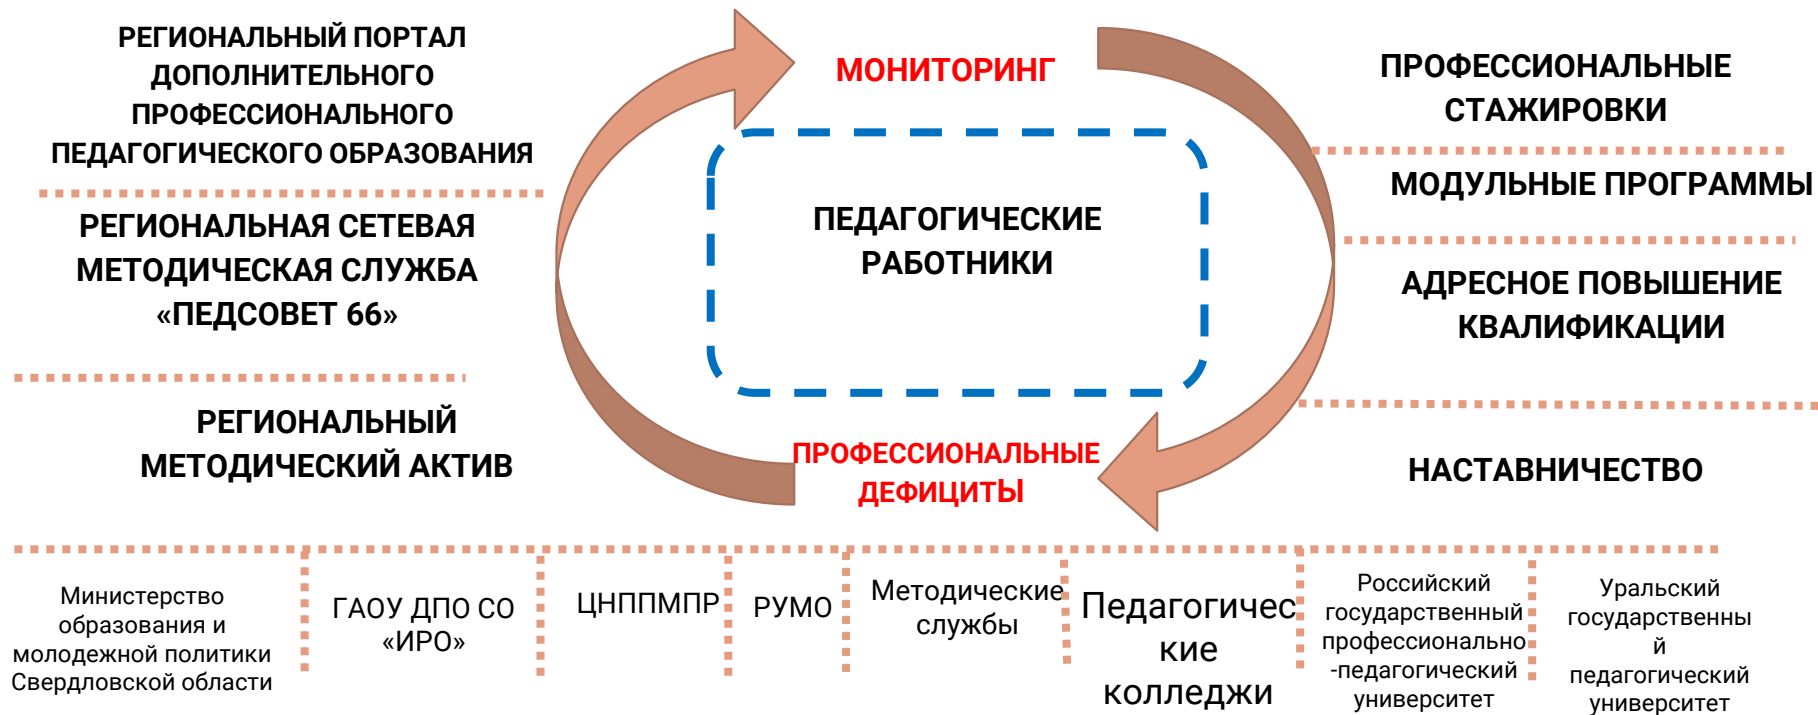 РЕГИОНАЛЬНЫЙ ПОРТАЛ
ДОПОЛНИТЕЛЬНОГО
ПРОФЕССИОНАЛЬНОГО
ПЕДАГОГИЧЕСКОГО ОБРАЗОВАНИЯ
РЕГИОНАЛЬНАЯ СЕТЕВАЯ
МЕТОДИЧЕСКАЯ СЛУЖБА
«ПЕДСОВЕТ 66»
РЕГИОНАЛЬНЫЙ
МЕТОДИЧЕСКИЙ АКТИВ
МОНИТОРИНГ
ПЕДАГОГИЧЕСКИЕ
РАБОТНИКИ
ПРОФЕССИОНАЛЬНЫЕ
ДЕФИЦИТЫ
ПРОФЕССИОНАЛЬНЫЕ
СТАЖИРОВКИ
МОДУЛЬНЫЕ ПРОГРАММЫ
АДРЕСНОЕ ПОВЫШЕНИЕ
КВАЛИФИКАЦИИ
НАСТАВНИЧЕСТВО
Министерство
образования и
молодежной политики
Свердловской области
ГАОУ ДПО СО
«ИРО»
ЦНППМПР
РУМО
Методические
службы
Педагогичес
кие
колледжи
Российский
государственный
профессионально
-педагогический
университет
Уральский
государственны
й
педагогический
университет